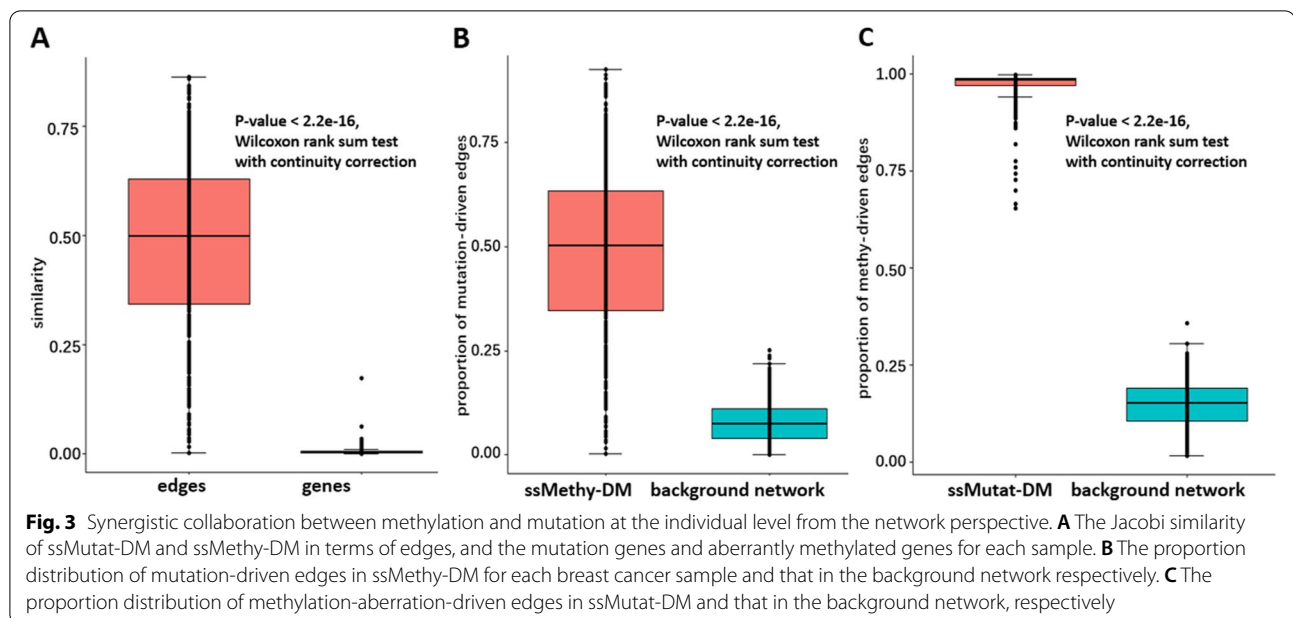 A
B
C
similarity
0.75
0.50
0.25
0.00
P-value < 2.2e-16,
Wilcoxon rank sum test
with continuity correction
edges
genes
proportion of mutation-driven edges
0.75
0.50
0.25
0.00
P-value < 2.2e-16,
Wilcoxon rank sum test
with continuity correction
ssMethy-DM
background network
proportion of methy-driven edges
1.00
0.75
0.50
0.25
0.00
P-value < 2.2e-16,
Wilcoxon rank sum test
with continuity correction
ssMutat-DM
background network
Fig. 3 Synergistic collaboration between methylation and mutation at the individual level from the network perspective. A The Jacobi similarity
of ssMutat-DM and ssMethy-DM in terms of edges, and the mutation genes and aberrantly methylated genes for each sample. B The proportion
distribution of mutation-driven edges in ssMethy-DM for each breast cancer sample and that in the background network respectively. C The
proportion distribution of methylation-aberration-driven edges in ssMutat-DM and that in the background network, respectively